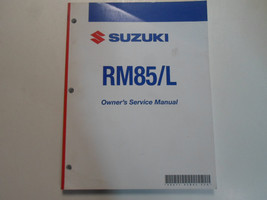 SUZUKI
RM85/L
Owner's Service Manual